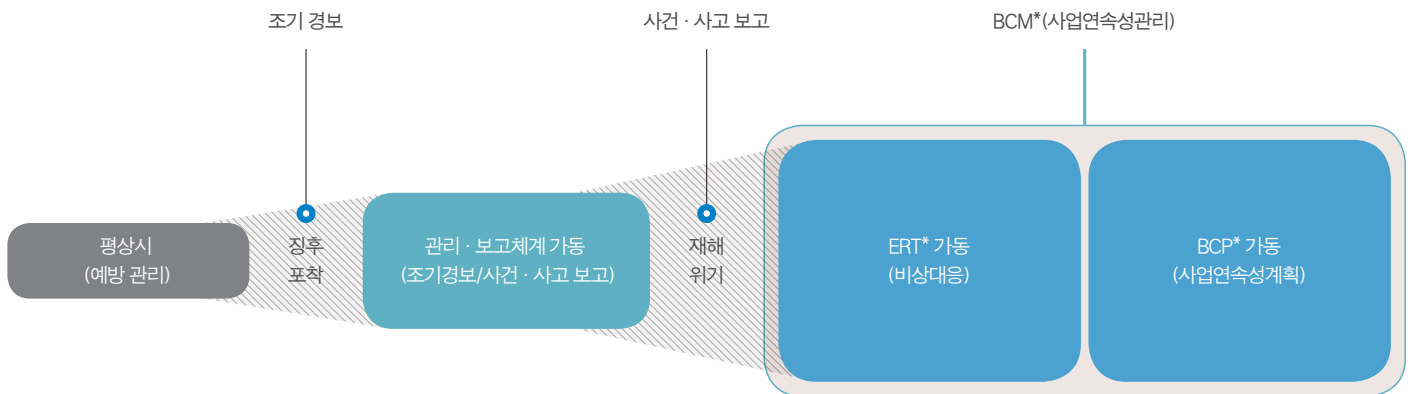 조기 경보
사건 · 사고 보고
BCM*(사업연속성관리)
평상시
(예방 관리)
징후
포착
관리 · 보고체계 가동
(조기경보/사건 · 사고 보고)
재해
위기
ERT* 가동
(비상대응)
BCP* 가동
(사업연속성계획)